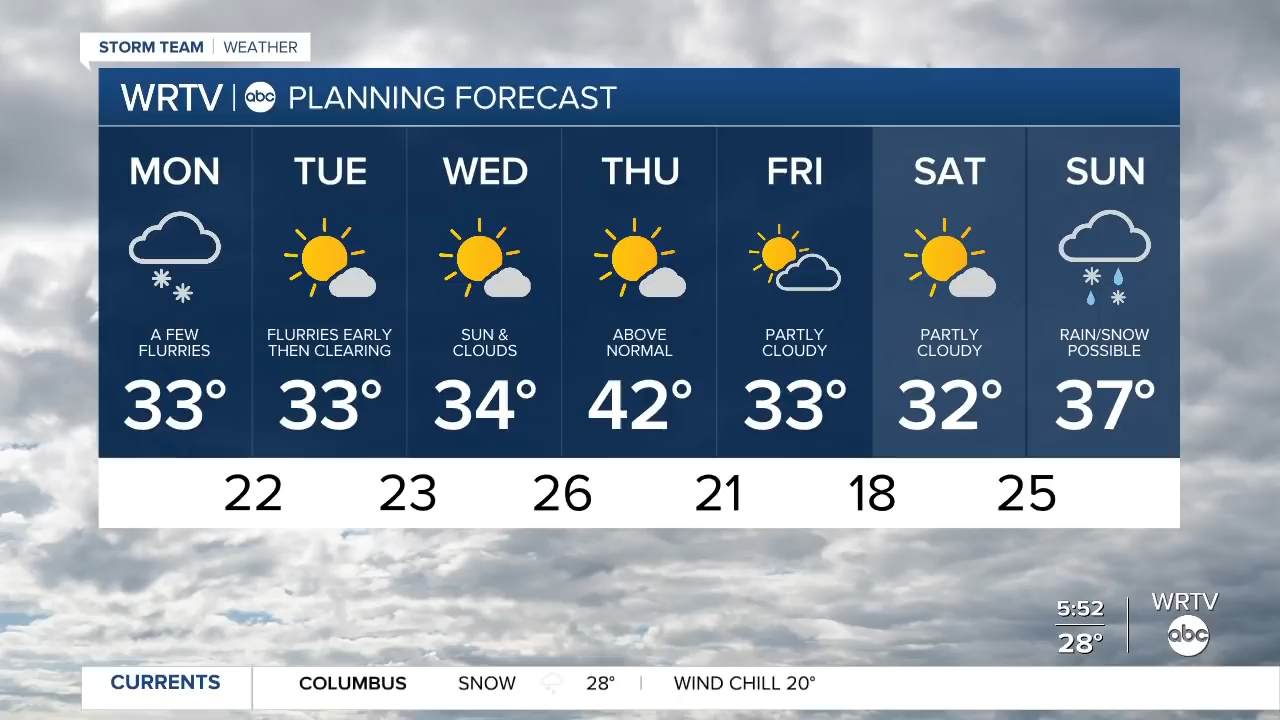 STORM TEAM | WEATHER
WRTV | abc PLANNING FORECAST
MON TUE WED THU FRI SAT SUN
A FEW FLURRIES EARLY SUN & ABOVE PARTLY PARTLY RAIN/SNOW
FLURRIES THEN CLEARING CLOUDS NORMAL CLOUDY CLOUDY POSSIBLE
33° 33° 34° 42° 33° 32° 37°
22 23 26 21 18 25
5:52 WRTV
28° abc
CURRENTS COLUMBUS SNOW 28° | WIND CHILL 20°